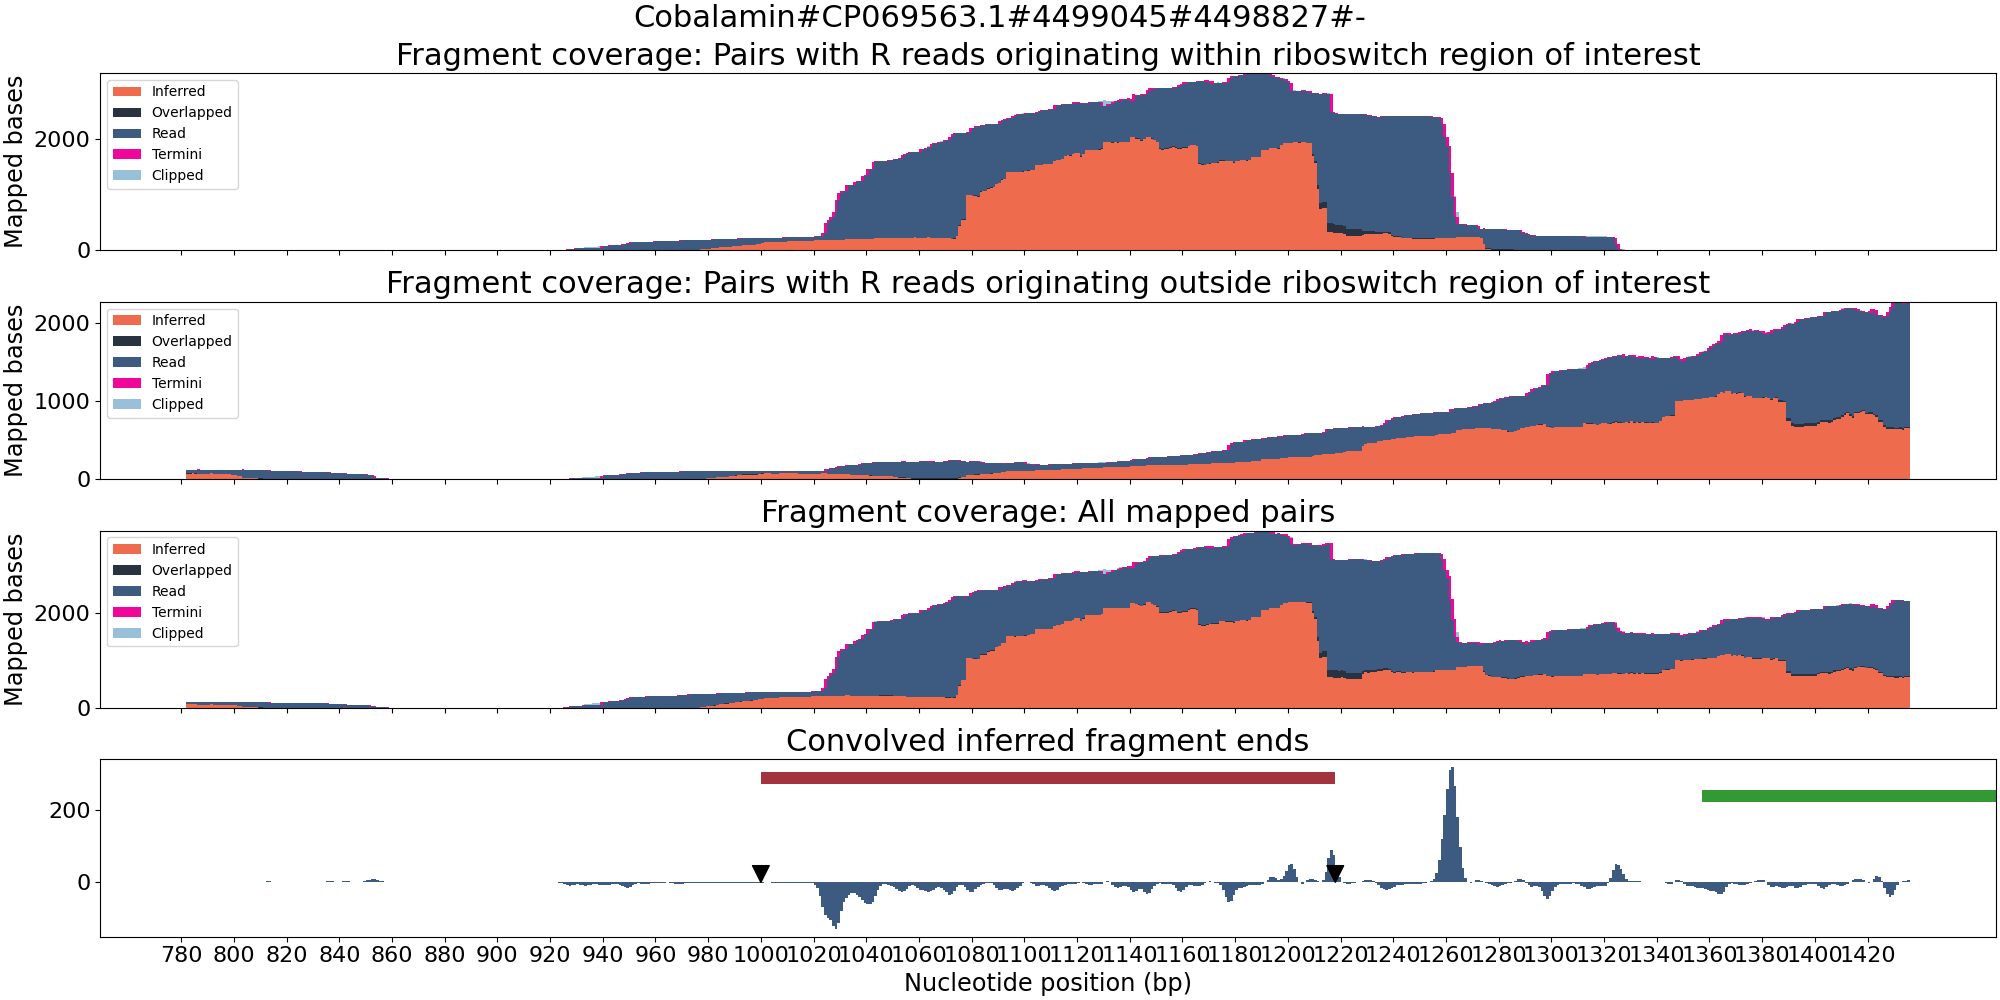 Cobalamin#CP069563.1#4499045#4498827#-
Fragment coverage: Pairs with R reads originating within riboswitch region of interest
Mapped bases
2000
0
Inferred
Overlapped
Read
Termini
Clipped
Fragment coverage: Pairs with R reads originating outside riboswitch region of interest
Mapped bases
2000
1000
0
Inferred
Overlapped
Read
Termini
Clipped
Fragment coverage: All mapped pairs
Mapped bases
2000
0
Inferred
Overlapped
Read
Termini
Clipped
Convolved inferred fragment ends
200
0
780 800 820 840 860 880 900 920 940 960 980 1000 1020 1040 1060 1080 1100 1120 1140 1160 1180 1200 1220 1240 1260 1280 1300 1320 1340 1360 1380 1400 1420
Nucleotide position (bp)